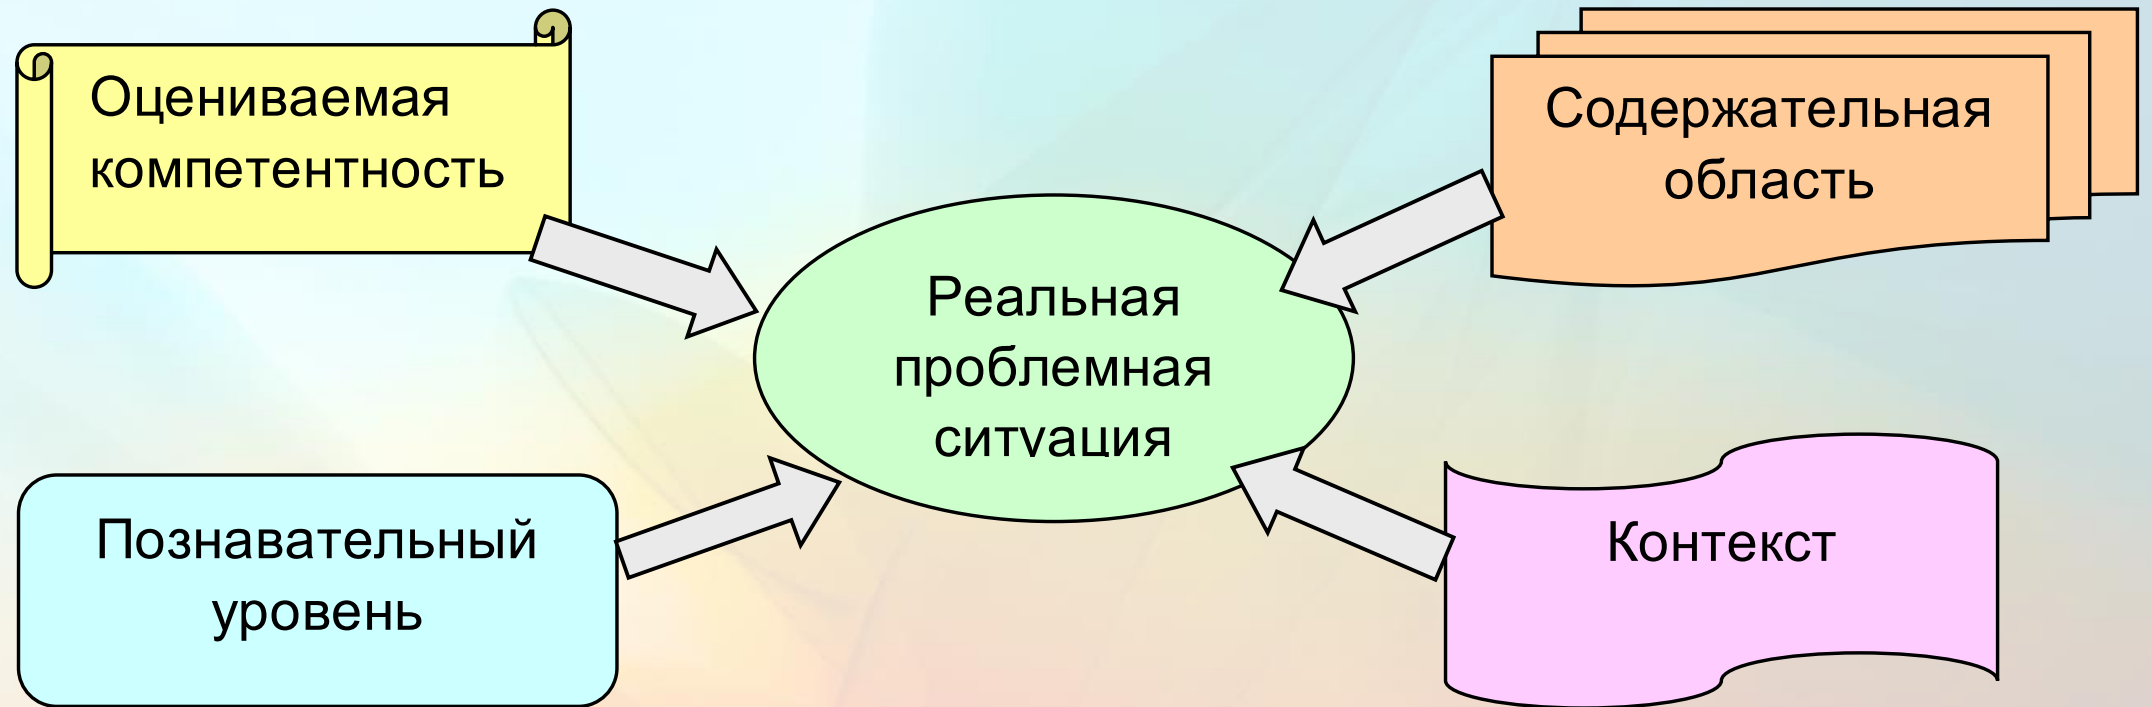 Оцениваемая
компетентность
Содержательная
область
Реальная
проблемная
ситуация
Познавательный
уровень
Контекст